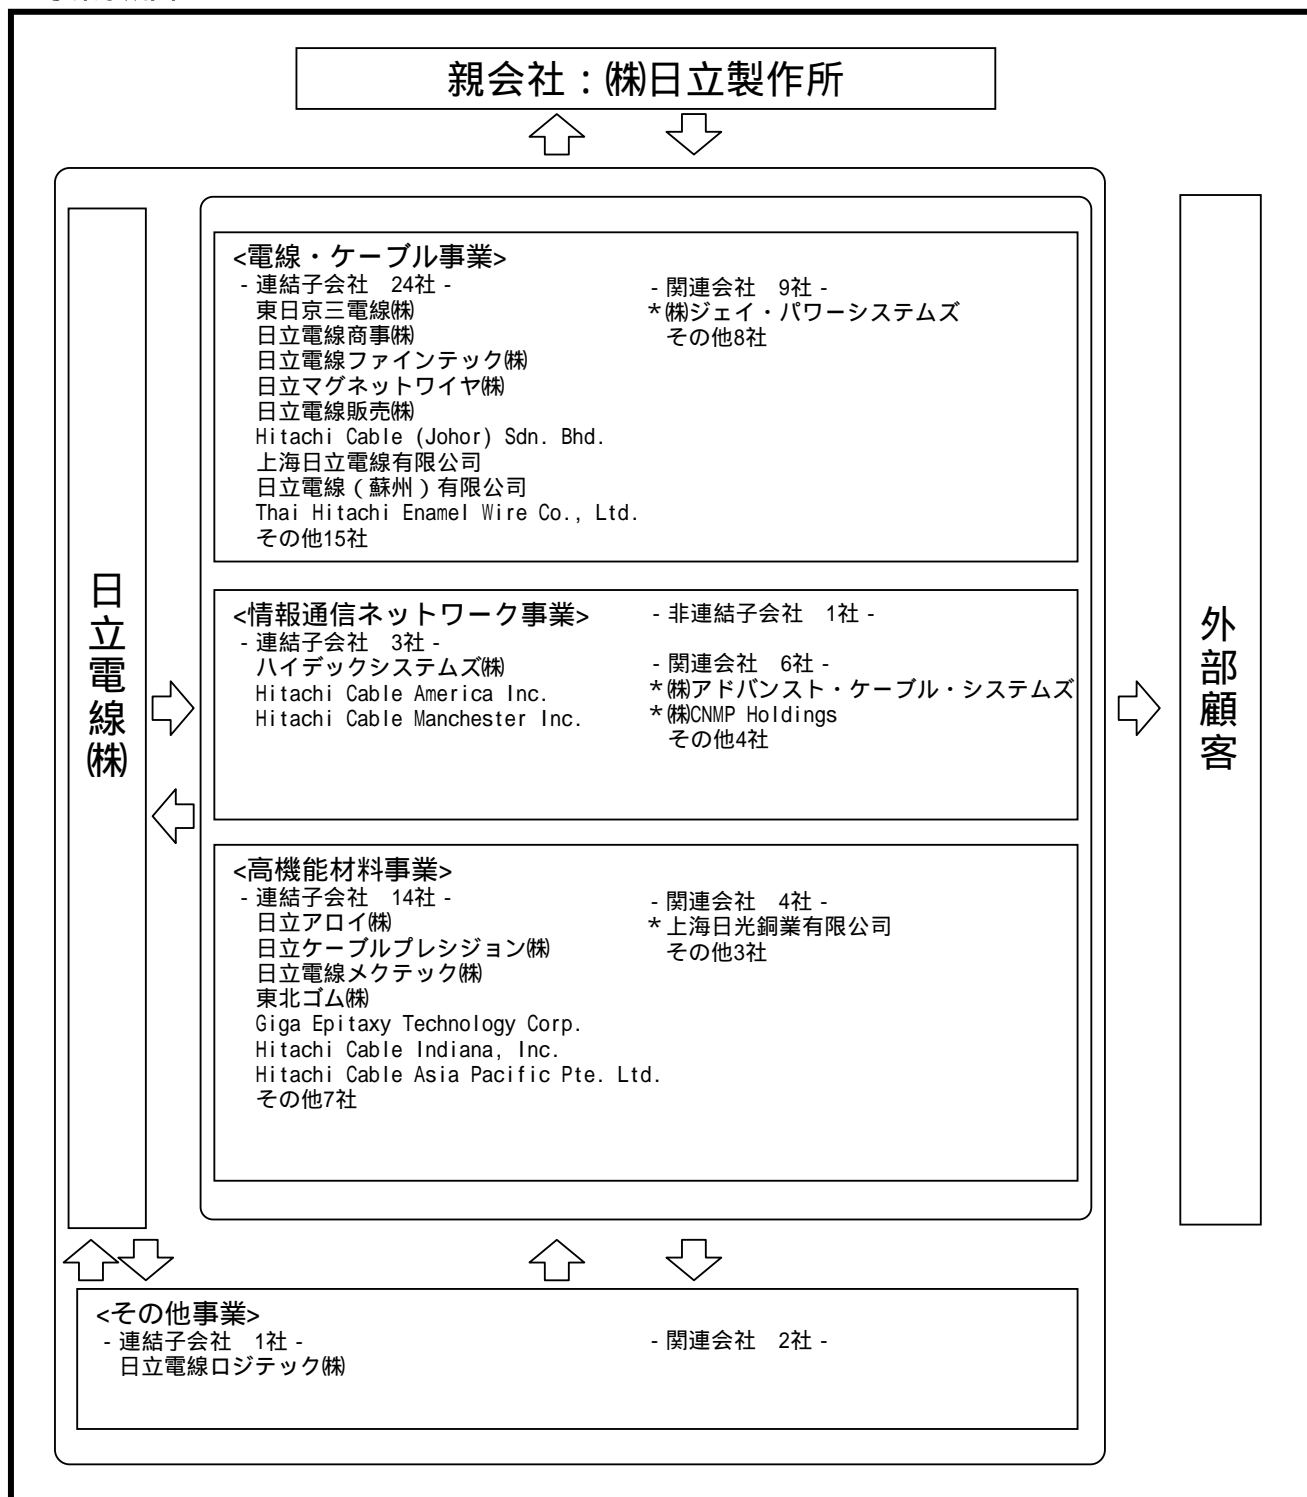 親会社：㈱日立製作所
日立電線㈱
<電線・ケーブル事業>
- 連結子会社　24社 -
東日京三電線㈱
日立電線商事㈱
日立電線ファインテック㈱
日立マグネットワイヤ㈱
日立電線販売㈱
Hitachi Cable (Johor) Sdn. Bhd.
上海日立電線有限公司
日立電線（蘇州）有限公司
Thai Hitachi Enamel Wire Co., Ltd.
その他15社
- 関連会社　9社 -
*㈱ジェイ・パワーシステムズ
その他8社
<情報通信ネットワーク事業>
- 連結子会社　3社 -
ハイデックシステムズ㈱
Hitachi Cable America Inc.
Hitachi Cable Manchester Inc.
- 非連結子会社　1社 -
- 関連会社　6社 -
*㈱アドバンスト・ケーブル・システムズ
*㈱CNMP Holdings
その他4社
<高機能材料事業>
- 連結子会社　14社 -
日立アロイ㈱
日立ケーブルプレシジョン㈱
日立電線メクテック㈱
東北ゴム㈱
Giga Epitaxy Technology Corp.
Hitachi Cable Indiana, Inc.
Hitachi Cable Asia Pacific Pte. Ltd.
その他7社
- 関連会社　4社 -
*上海日光銅業有限公司
その他3社
外部顧客
<その他事業>
- 連結子会社　1社 -
日立電線ロジテック㈱
- 関連会社　2社 -